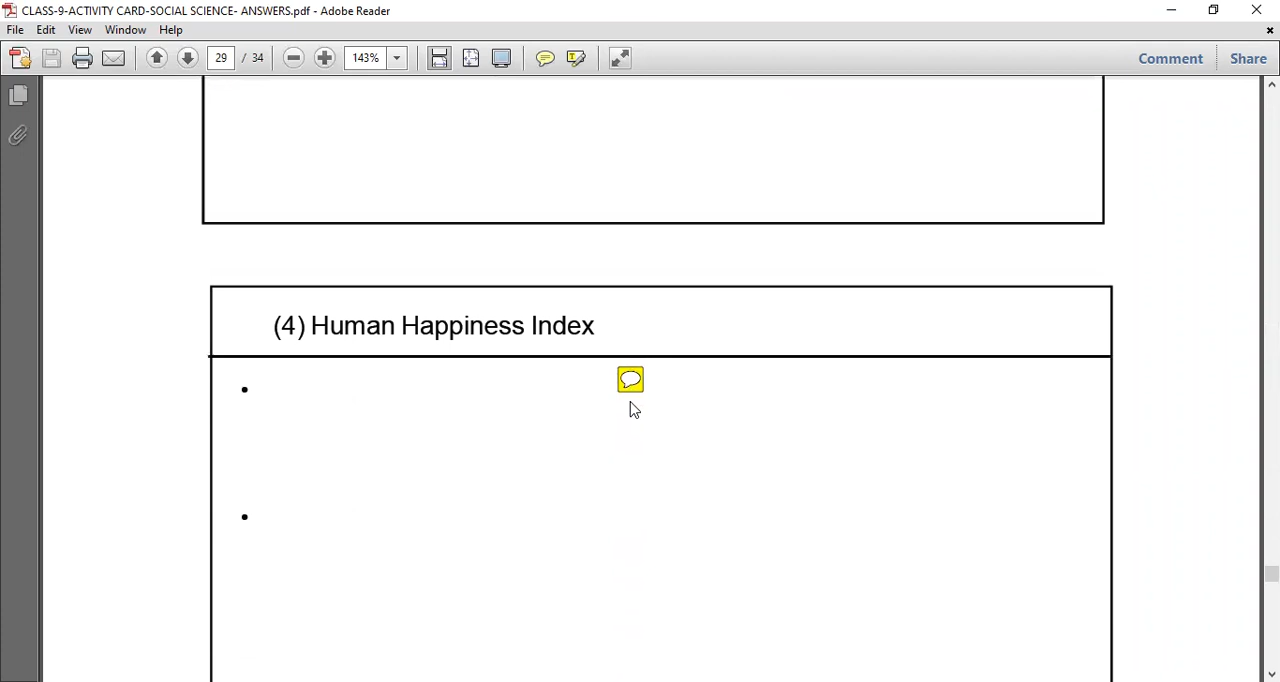 CLASS-9-ACTIVITY CARD-SOCIAL SCIENCE- ANSWERS.pdf - Adobe Reader
File Edit View Window Help
29 / 34 143% Comment Share
(4) Human Happiness Index
•
•